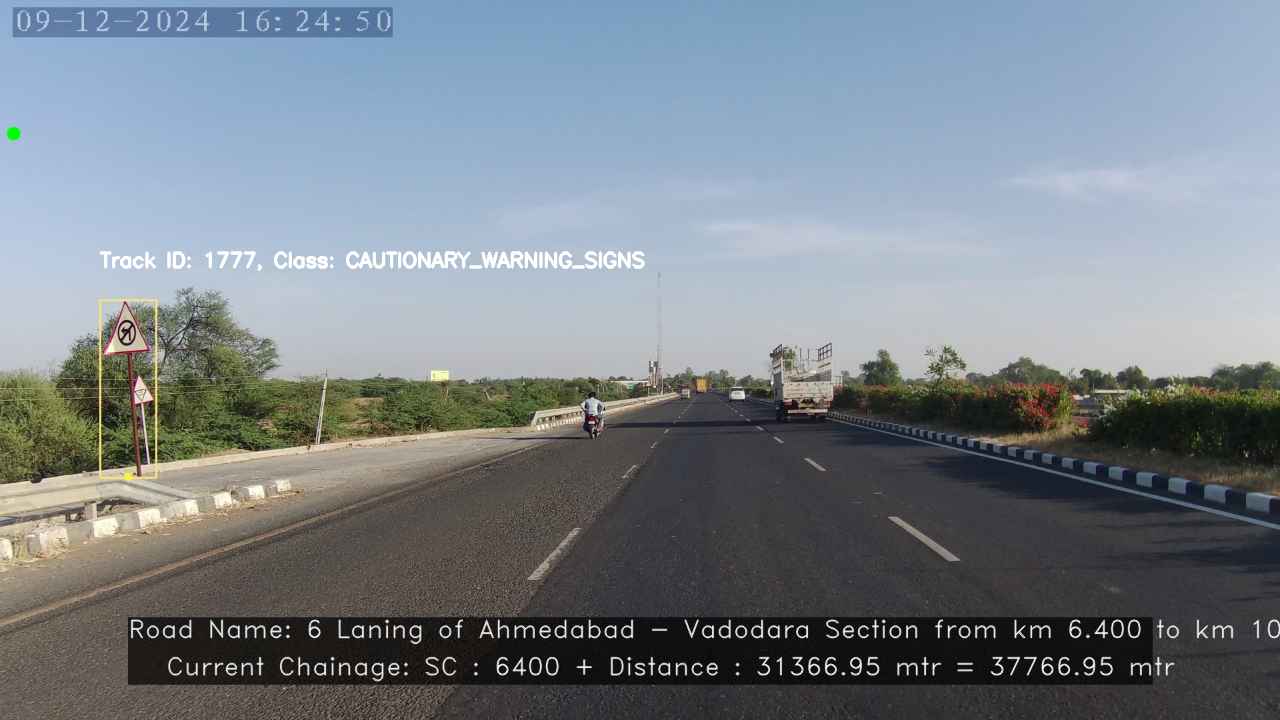 09-12-2024 16:24:50
Track ID: 1777, Class: CAUTIONARY_WARNING_SIGNS
Road Name: 6 Laning of Ahmedabad - Vadodara Section from km 6.400 to km 10
Current Chainage: SC : 6400 + Distance : 31366.95 mtr = 37766.95 mtr